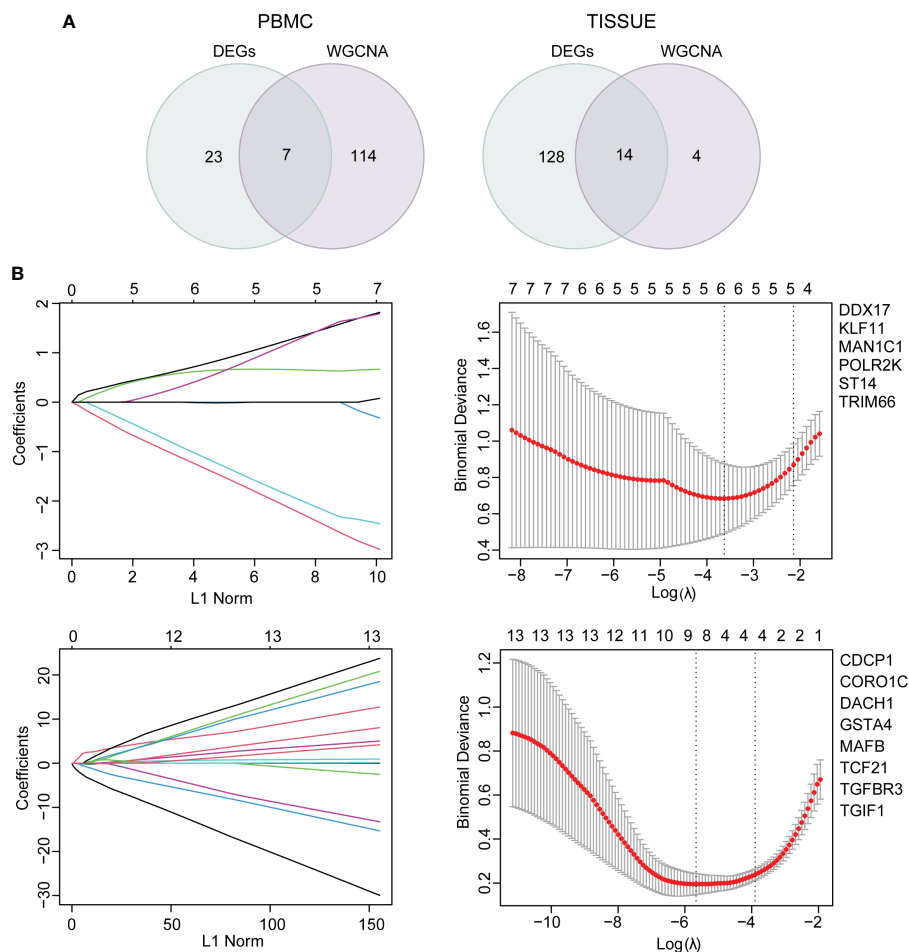 A
PBMC
TISSUE
DEGs
WGCNA
DEGs
WGCNA
23
7
114
128
14
4
B
0 5 6 5 5 7
2
1
0
1
−2
−3
Coefficients
0 2 4 6 8 10
L1 Norm
7 7 7 7 6 6 5 5 5 5 5 6 6 5 5 5 4
1.6
1.4
1.2
1.0
0.8
0.6
0.4
Binomial Deviance
−8 −7 −6 −5 −4 −3 −2
Log(λ)
DDX17
KLF11
MAN1C1
POLR2K
ST14
TRIM66
0 12 13 13
20
10
0
−10
−20
−30
Coefficients
0 50 100 150
L1 Norm
13 13 13 13 12 11 10 9 8 4 4 4 2 2 1
1.2
1.0
0.8
0.6
0.4
0.2
Binomial Deviance
−10 −8 −6 −4 −2
Log(λ)
CDCP1
CORO1C
DACH1
GSTA4
MAFB
TCF21
TGFBR3
TGIF1